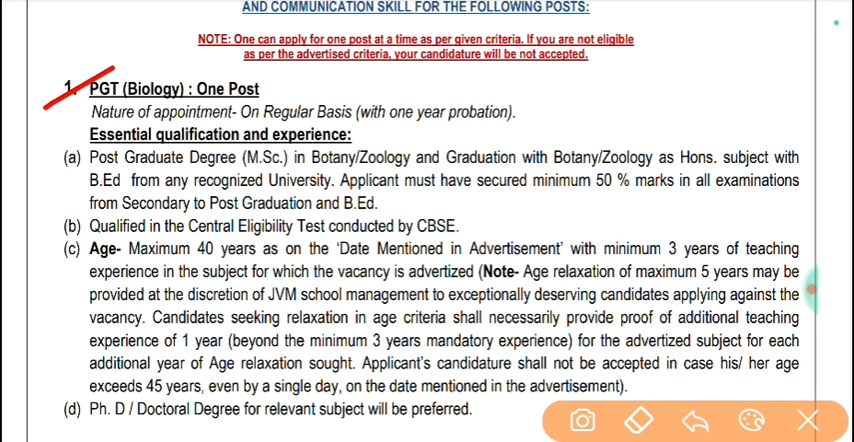 AND COMMUNICATION SKILL FOR THE FOLLOWING POSTS:
NOTE: One can apply for one post at a time as per given criteria. If you are not eligible
as per the advertised criteria, your candidature will be not accepted.
1. PGT (Biology) : One Post
Nature of appointment- On Regular Basis (with one year probation).
Essential qualification and experience:
(a) Post Graduate Degree (M.Sc.) in Botany/Zoology and Graduation with Botany/Zoology as Hons. subject with
B.Ed from any recognized University. Applicant must have secured minimum 50 % marks in all examinations
from Secondary to Post Graduation and B.Ed.
(b) Qualified in the Central Eligibility Test conducted by CBSE.
(c) Age- Maximum 40 years as on the 'Date Mentioned in Advertisement' with minimum 3 years of teaching
experience in the subject for which the vacancy is advertized (Note- Age relaxation of maximum 5 years may be
provided at the discretion of JVM school management to exceptionally deserving candidates applying against the
vacancy. Candidates seeking relaxation in age criteria shall necessarily provide proof of additional teaching
experience of 1 year (beyond the minimum 3 years mandatory experience) for the advertized subject for each
additional year of Age relaxation sought. Applicant's candidature shall not be accepted in case his/ her age
exceeds 45 years, even by a single day, on the date mentioned in the advertisement).
(d) Ph. D / Doctoral Degree for relevant subject will be preferred.